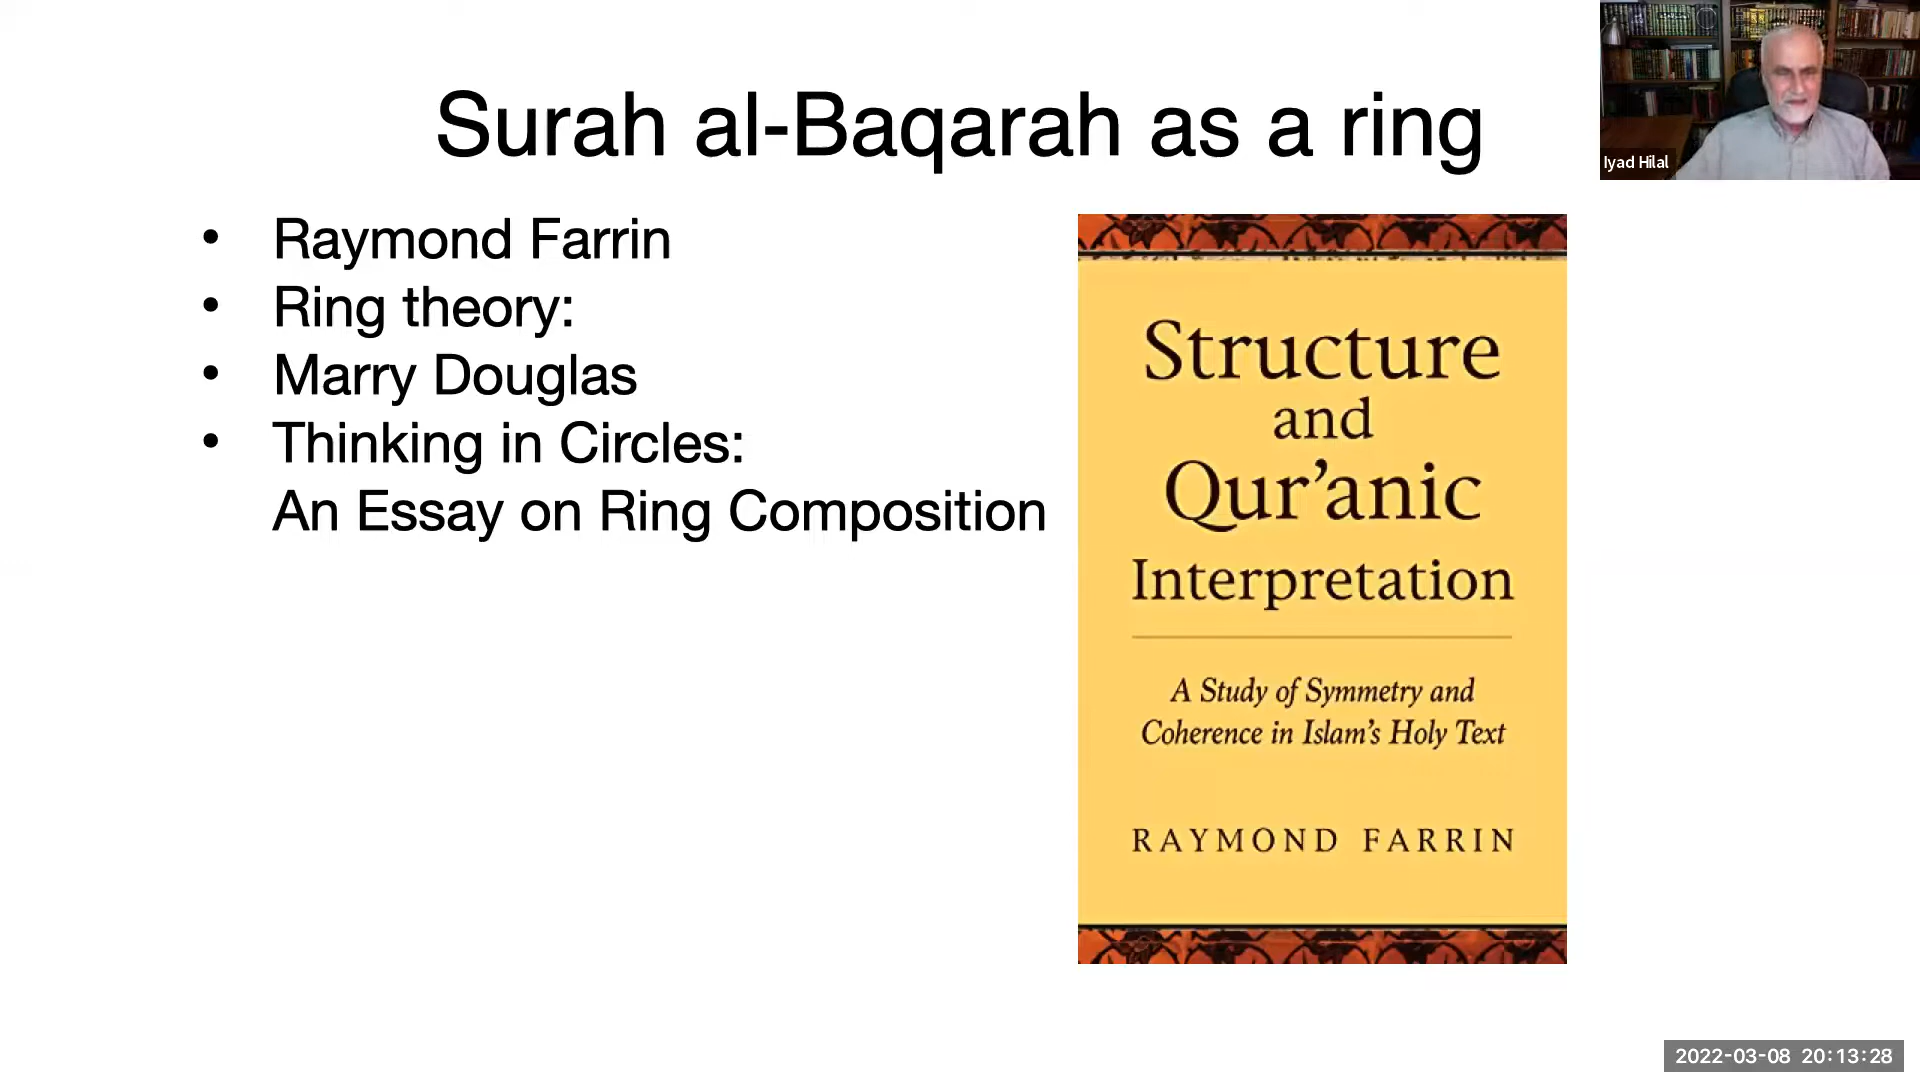 Surah al-Baqarah as a ring
• Raymond Farrin
• Ring theory:
• Marry Douglas
• Thinking in Circles:
An Essay on Ring Composition
Structure
and
Qur’anic
Interpretation
A Study of Symmetry and
Coherence in Islam’s Holy Text
RAYMOND FARRIN
Iyad Hilal
2022-03-08 20:13:28